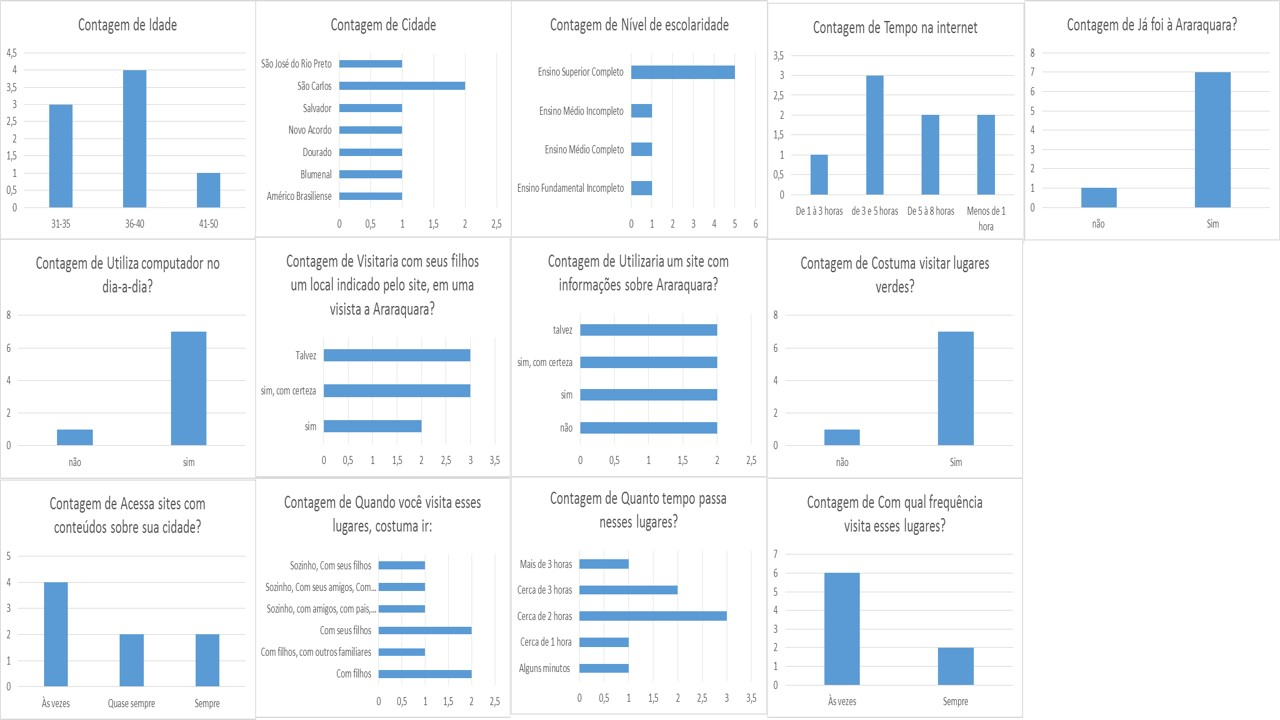 Contagem de Idade
4,5
4
3,5
3
2,5
2
1,5
1
0,5
0
31-35 36-40 41-50
Contagem de Cidade
São José do Rio Preto
São Carlos
Salvador
Novo Acordo
Dourado
Blumenal
Américo Brasiliense
0 0,5 1 1,5 2 2,5
Contagem de Nível de escolaridade
Ensino Superior Completo
Ensino Médio Incompleto
Ensino Médio Completo
Ensino Fundamental Incompleto
0 1 2 3 4 5 6
Contagem de Tempo na internet
3,5
3
2,5
2
1,5
1
0,5
0
De 1 à 3 horas de 3 e 5 horas De 5 à 8 horas Menos de 1
hora
Contagem de Já foi à Araraquara?
8
7
6
5
4
3
2
1
0
não Sim
Contagem de Utiliza computador no
dia-a-dia?
8
6
4
2
0
não sim
Contagem de Visitaria com seus filhos
um local indicado pelo site, em uma
visista a Araraquara?
Talvez
sim, com certeza
sim
0 0,5 1 1,5 2 2,5 3 3,5
Contagem de Utilizaria um site com
informações sobre Araraquara?
talvez
sim, com certeza
sim
não
0 0,5 1 1,5 2 2,5
Contagem de Costuma visitar lugares
verdes?
8
6
4
2
0
não Sim
Contagem de Acessa sites com
conteúdos sobre sua cidade?
5
4
3
2
1
0
Às vezes Quase sempre Sempre
Contagem de Quando você visita esses
lugares, costuma ir:
Sozinho, Com seus filhos
Sozinho, Com seus amigos, Com...
Sozinho, com amigos, com pais,...
Com seus filhos
Com filhos, com outros familiares
Com filhos
0 0,5 1 1,5 2 2,5
Contagem de Quanto tempo passa
nesses lugares?
Mais de 3 horas
Cerca de 3 horas
Cerca de 2 horas
Cerca de 1 hora
Alguns minutos
0 0,5 1 1,5 2 2,5 3 3,5
Contagem de Com qual frequência
visita esses lugares?
7
6
5
4
3
2
1
0
Às vezes Sempre